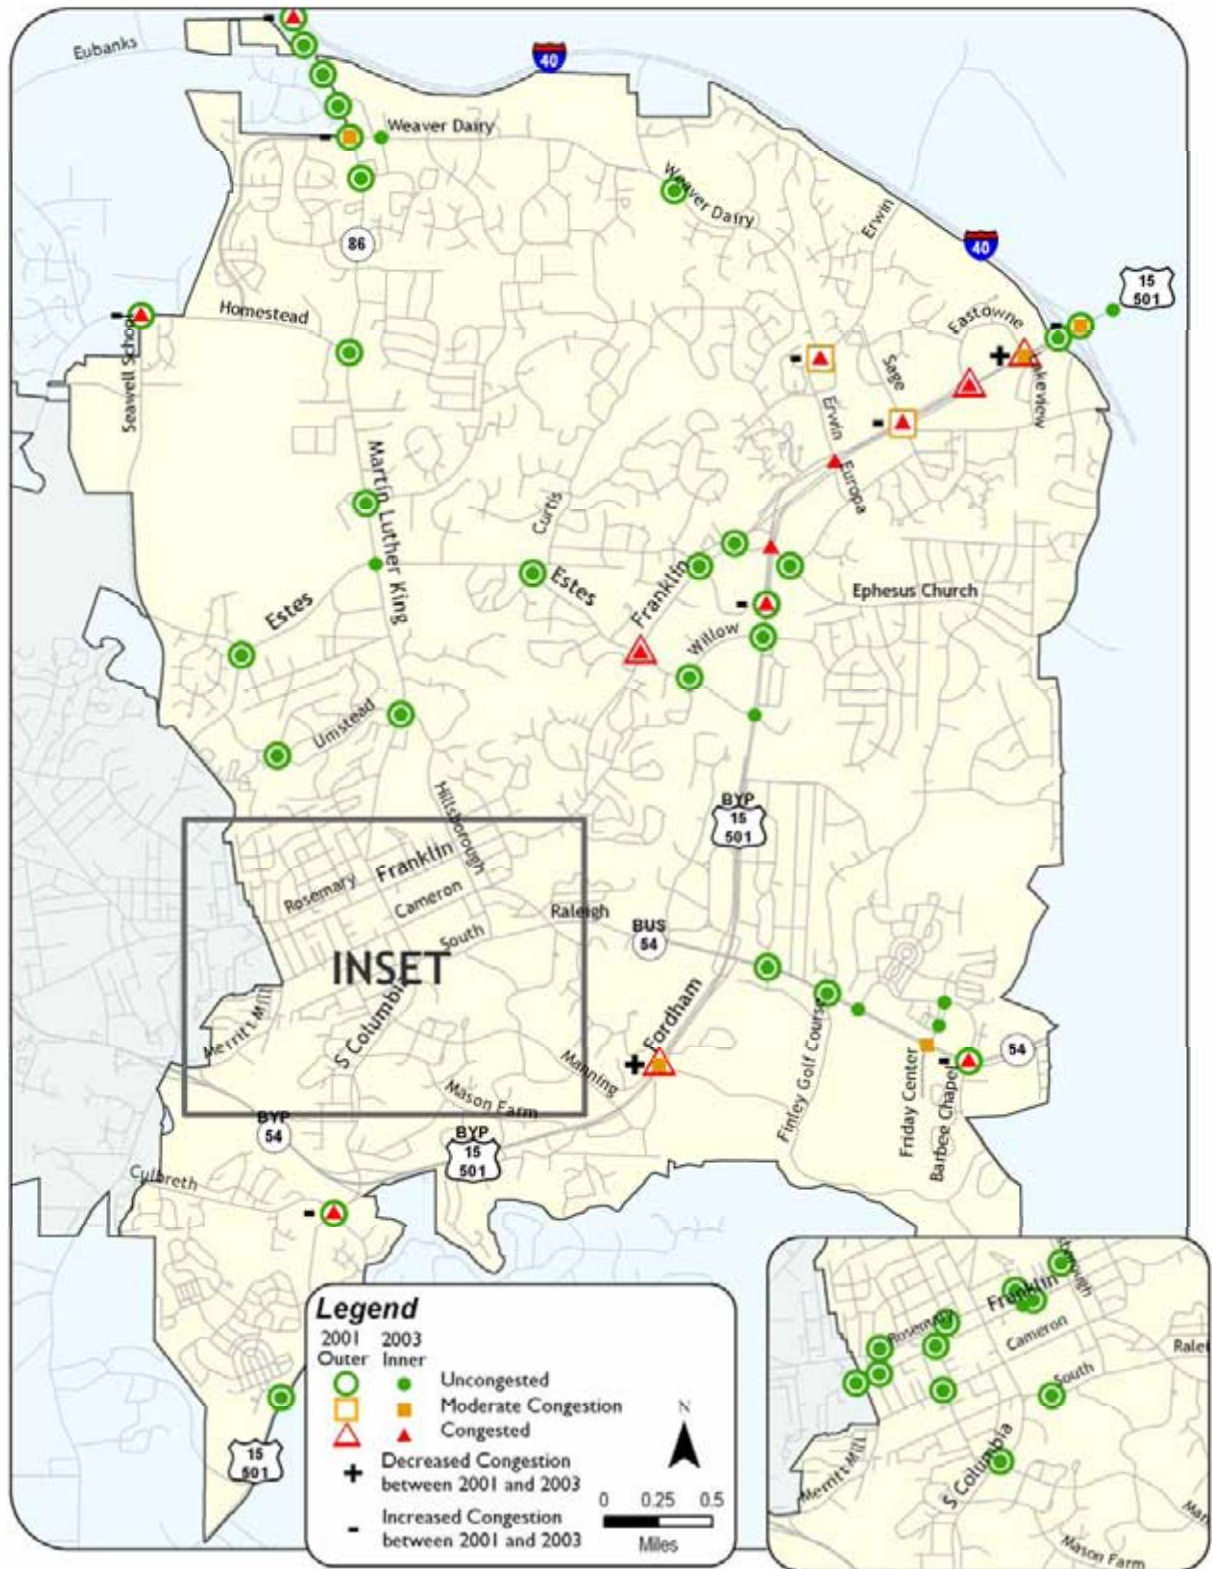 Eubanks
40
Weaver Dairy
Weaver Dairy
Erwin
86
40
15
501
Homestead
Eastowne
Seawell School
Sage
Lakeview
Erwin
Europa
Martin Luther King
Curtis
Estes
Franklin
Estes
Ephesus Church
Willow
Umstead
BYP
15
501
Hillsborough
Franklin
Rosemary
Cameron
Raleigh
BUS
54
South
INSET
Merritt Mill
S Columbia
Fordham
Manning
Mason Farm
Finley Golf Course
Friday Center
Barbee Chapel
54
BYP
54
BYP
15
501
Culbreth
15
501
Legend
2001 2003
Outer Inner
Uncongested
Moderate Congestion
Congested
+ Decreased Congestion
between 2001 and 2003
- Increased Congestion
between 2001 and 2003
N
0 0.25 0.5
Miles
sborough
Franklin
Rosemary
Cameron
Ralei
South
Merritt Mill
S Columbia
Mason Farm